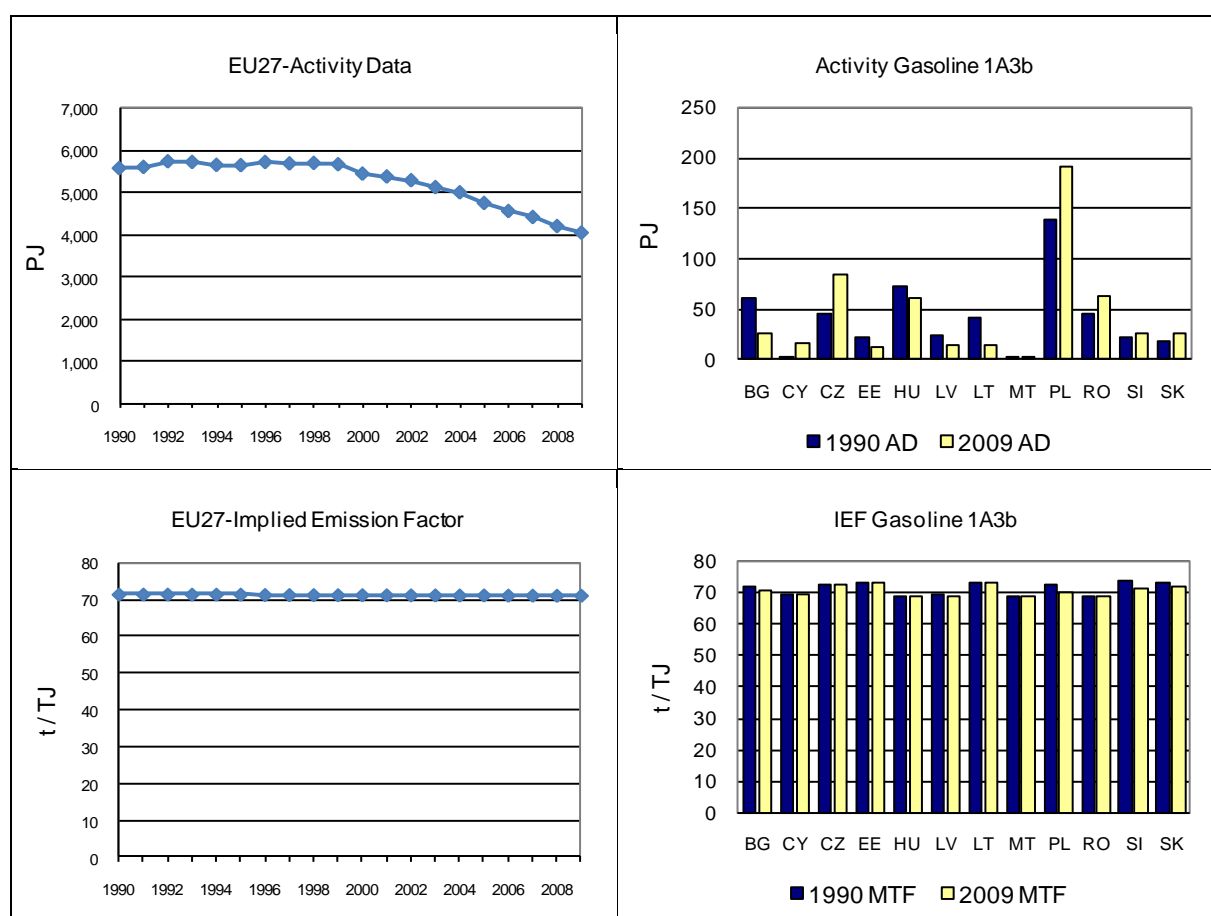 EU27-Activity Data
PJ
7,000
6,000
5,000
4,000
3,000
2,000
1,000
0
1990 1992 1994 1996 1998 2000 2002 2004 2006 2008
Activity Gasoline 1A3b
PJ
250
200
150
100
50
0
BG CY CZ EE HU LV LT MT PL RO SI SK
1990 AD 2009 AD
EU27-Implied Emission Factor
t / TJ
80
70
60
50
40
30
20
10
0
1990 1992 1994 1996 1998 2000 2002 2004 2006 2008
IEF Gasoline 1A3b
t / TJ
80
70
60
50
40
30
20
10
0
BG CY CZ EE HU LV LT MT PL RO SI SK
1990 MTF 2009 MTF